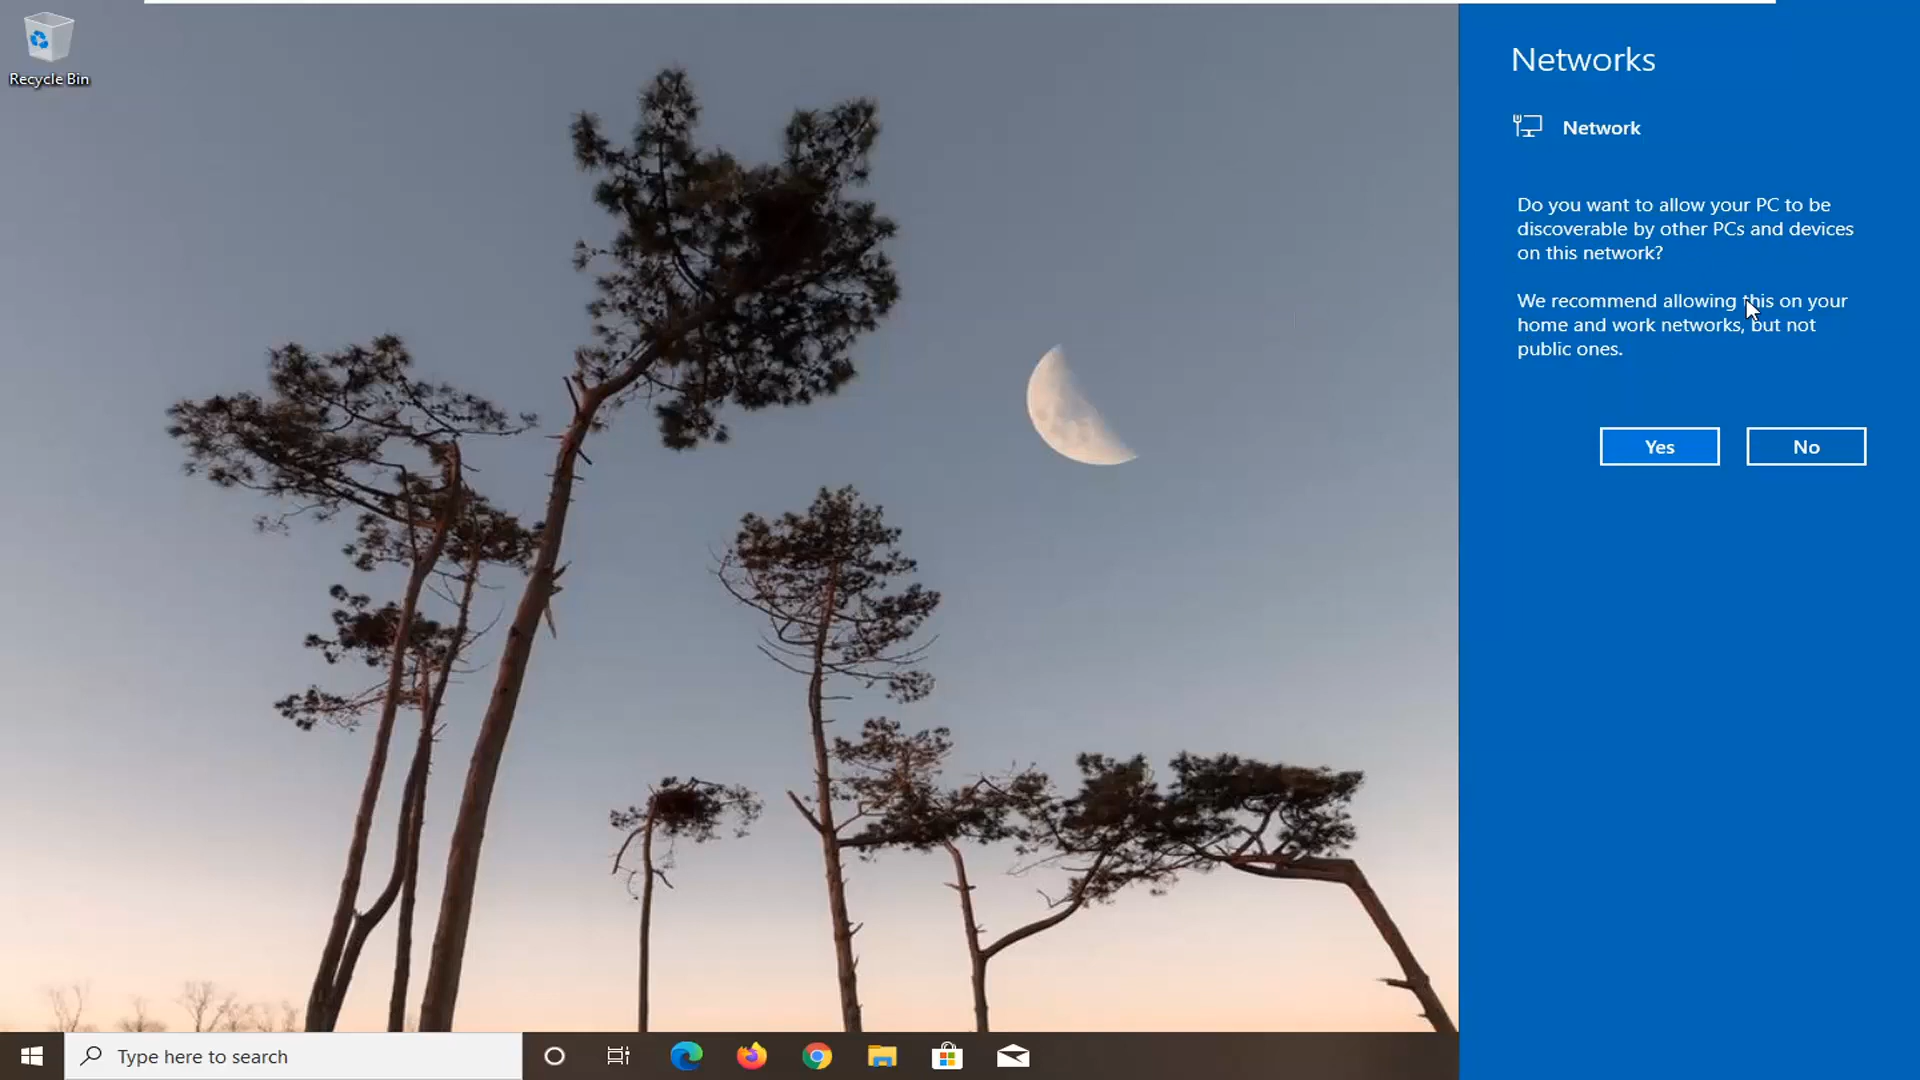 Recycle Bin
Networks
Network
Do you want to allow your PC to be
discoverable by other PCs and devices
on this network?
We recommend allowing this on your
home and work networks, but not
public ones.
Yes
No
Type here to search